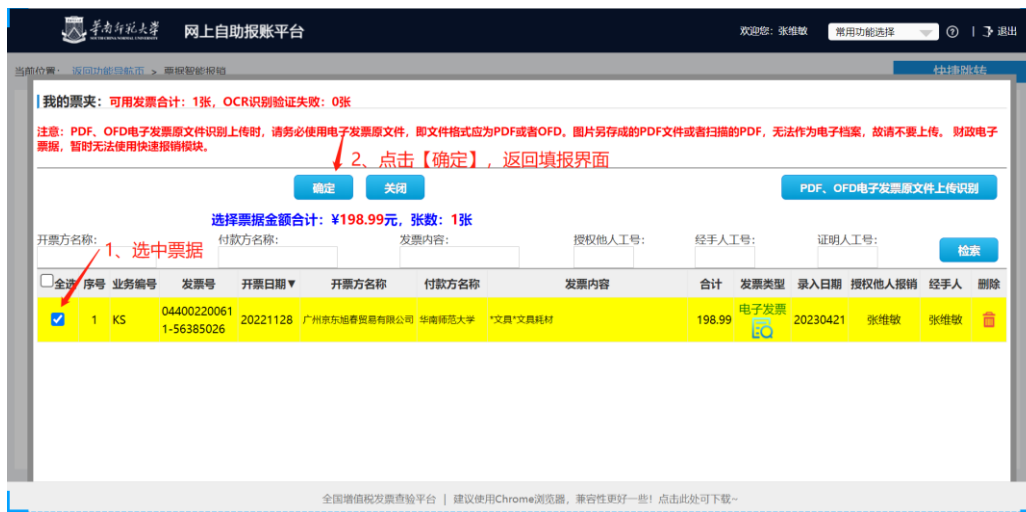 华南师范大学 网上自助报账平台 欢迎您：张维敏 常用功能选择 退出
当前位置： 返回功能导航页 > 票据智能报销 快捷跳转
我的票夹：可用发票合计：1张，OCR识别验证失败：0张
注意：PDF、OFD电子发票原文件识别上传时，请务必使用电子发票原文件，即文件格式应为PDF或者OFD。图片另存成的PDF文件或者扫描的PDF，无法作为电子档案，故请不要上传。 财政电子
票据，暂时无法使用快速报销模块。
2、点击【确定】，返回填报界面
确定 关闭 PDF、OFD电子发票原文件上传识别
选择票据金额合计：¥198.99元，张数：1张
开票方名称： 付款方名称： 发票内容： 授权他人工号： 经手人工号： 证明人工号：
1、选中票据 检索
全选 序号 业务编号 发票号 开票日期▼ 开票方名称 付款方名称 发票内容 合计 发票类型 录入日期 授权他人报销 经手人 删除
1 KS 04400220061 20221128 广州京东旭春贸易有限公司 华南师范大学 *文具*文具耗材 198.99 电子发票 20230421 张维敏 张维敏
1-56385026
全国增值税发票查验平台 | 建议使用Chrome浏览器，兼容性更好一些！点击此处可下载~